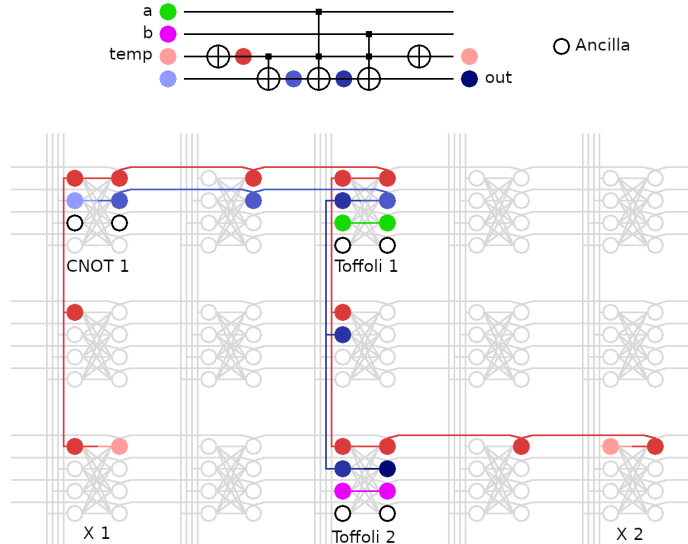 a
b
temp
Ancilla
out
CNOT 1
Toffoli 1
X 1
Toffoli 2
X 2